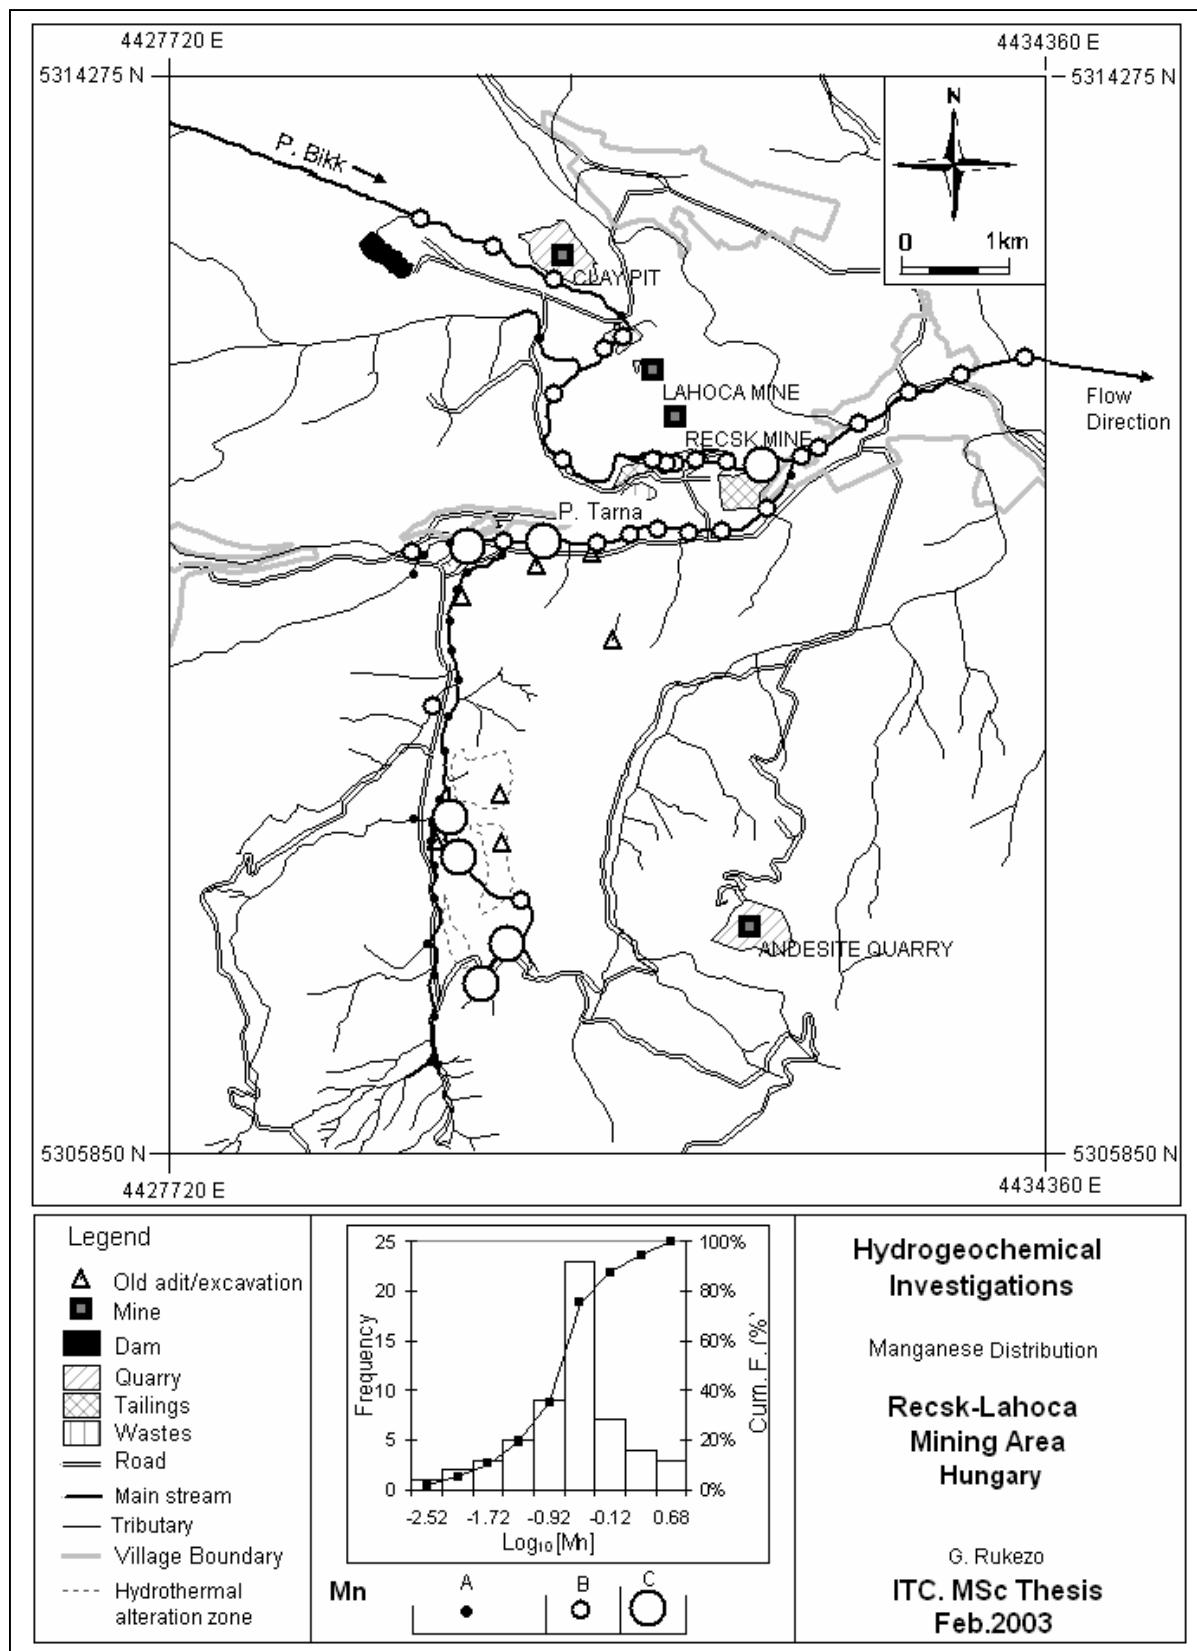 4427720 E
4434360 E
5314275 N
5314275 N
N
P. Bikk
0 1km
CLAY PIT
LAHOCA MINE
Flow
Direction
RECSK MINE
P. Tarna
ANDESITE QUARRY
5305850 N
5305850 N
4427720 E
4434360 E
Legend
Old adit/excavation
Mine
Dam
Quarry
Tailings
Wastes
Road
Main stream
Tributary
Village Boundary
Hydrothermal
alteration zone
25
20
15
10
5
0
Frequency
100%
80%
60%
40%
20%
0%
Cum. F. (%)
-2.52 -1.72 -0.92 -0.12 0.68
Log₁₀ [Mn]
Mn
A B C
Hydrogeochemical
Investigations
Manganese Distribution
Recsk-Lahoca
Mining Area
Hungary
G. Rukezo
ITC. MSc Thesis
Feb.2003